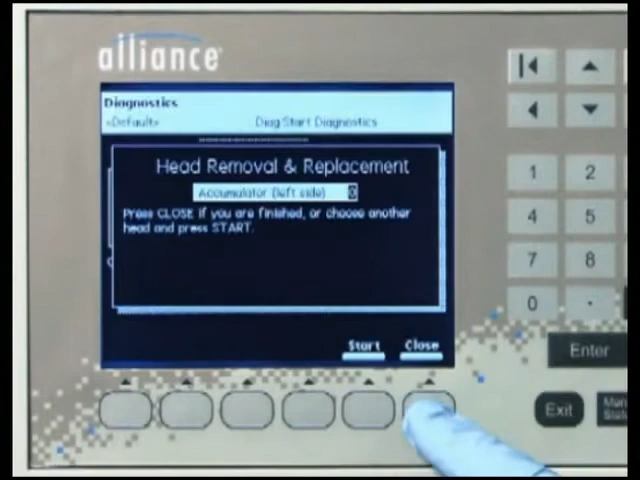 alliance
Diagnostics
<Default> Diag Start Diagnostics
Head Removal & Replacement
Accumulator (left side)
Press CLOSE if you are finished, or choose another
head and press START.
Start Close
1 2
4 5
7 8
0 .
Enter
Exit